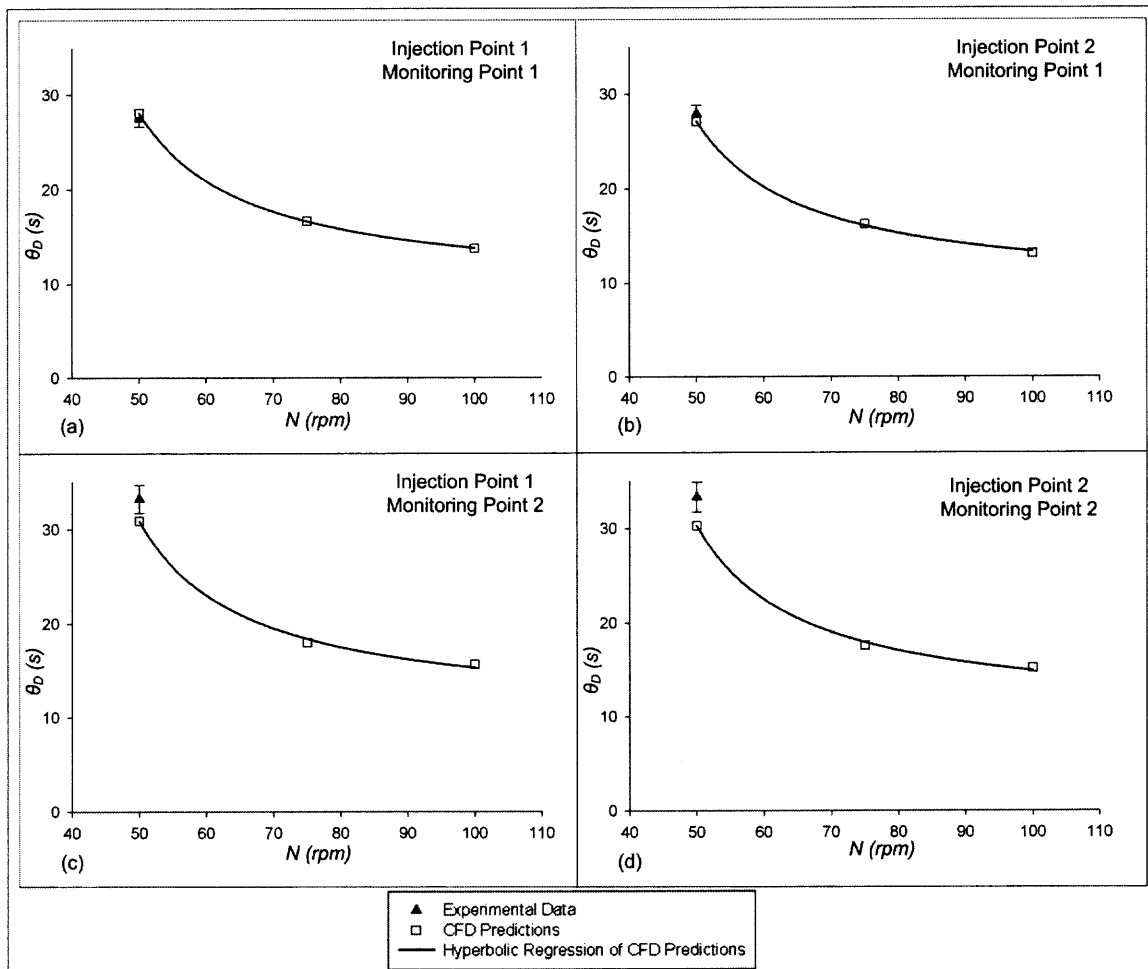 Injection Point 1
Monitoring Point 1
30
20
10
0
θD (s)
40 50 60 70 80 90 100 110
N (rpm)
(a)
Injection Point 2
Monitoring Point 1
30
20
10
0
θD (s)
40 50 60 70 80 90 100 110
N (rpm)
(b)
Injection Point 1
Monitoring Point 2
30
20
10
0
θD (s)
40 50 60 70 80 90 100 110
N (rpm)
(c)
Injection Point 2
Monitoring Point 2
30
20
10
0
θD (s)
40 50 60 70 80 90 100 110
N (rpm)
(d)
Experimental Data
CFD Predictions
Hyperbolic Regression of CFD Predictions